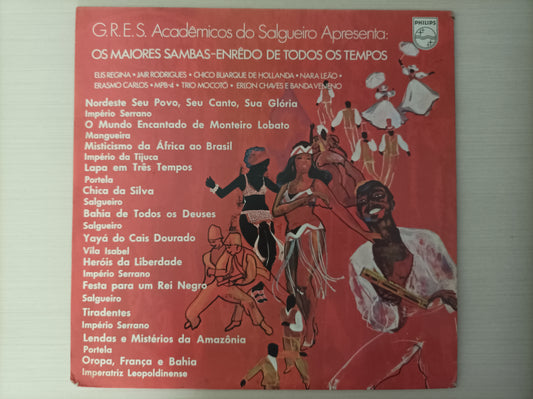 G.R.E.S. Acadêmicos do Salgueiro Apresenta:
PHILIPS
OS MAIORES SAMBAS-ENRÊDO DE TODOS OS TEMPOS
ELIS REGINA • JAIR RODRIGUES • CHICO BUARQUE DE HOLLANDA • NARA LEÃO •
ERASMO CARLOS • MPB-4 • TRIO MOCOTÓ • ERLON CHAVES E BANDA VENENO
Nordeste Seu Povo, Seu Canto, Sua Glória
Império Serrano
O Mundo Encantado de Monteiro Lobato
Mangueira
Misticismo da África ao Brasil
Império da Tijuca
Lapa em Três Tempos
Portela
Chica da Silva
Salgueiro
Bahia de Todos os Deuses
Salgueiro
Yayá do Cais Dourado
Vila Isabel
Heróis da Liberdade
Império Serrano
Festa para um Rei Negro
Salgueiro
Tiradentes
Império Serrano
Lendas e Mistérios da Amazônia
Portela
Oropa, França e Bahia
Imperatriz Leopoldinense